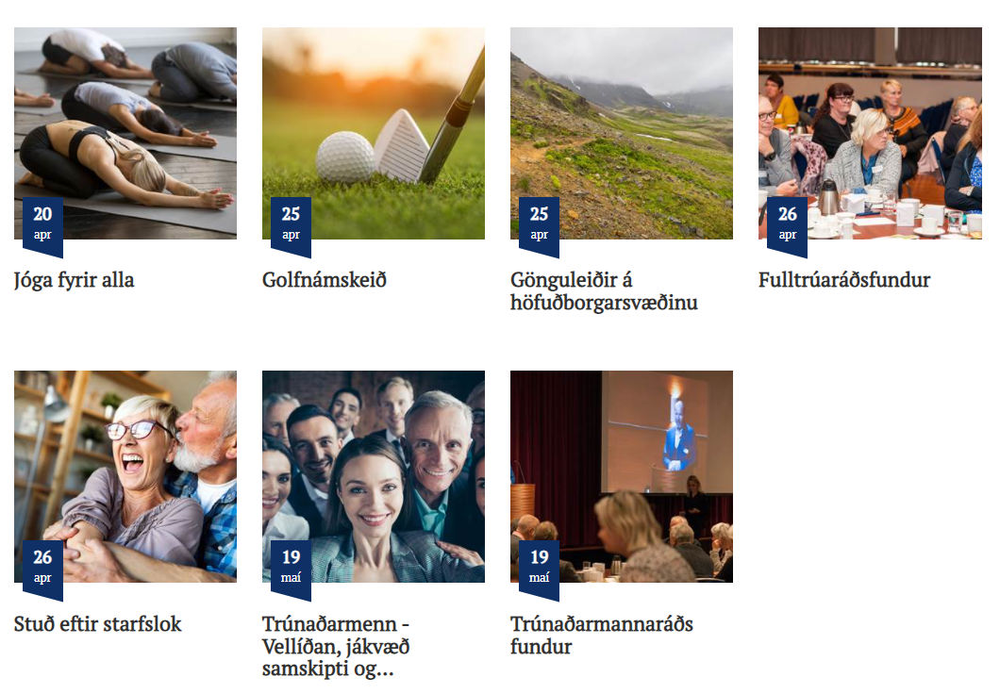 20
apr
Jóga fyrir alla
25
apr
Golfnámskeið
25
apr
Gönguleiðir á
höfuðborgarsvæðinu
26
apr
Fulltrúaráðsfundur
26
apr
Stuð eftir starfslok
19
maí
Trúnaðarmenn -
Vellíðan, jákvæð
samskipti og...
19
maí
Trúnaðarmannaráðs
fundur